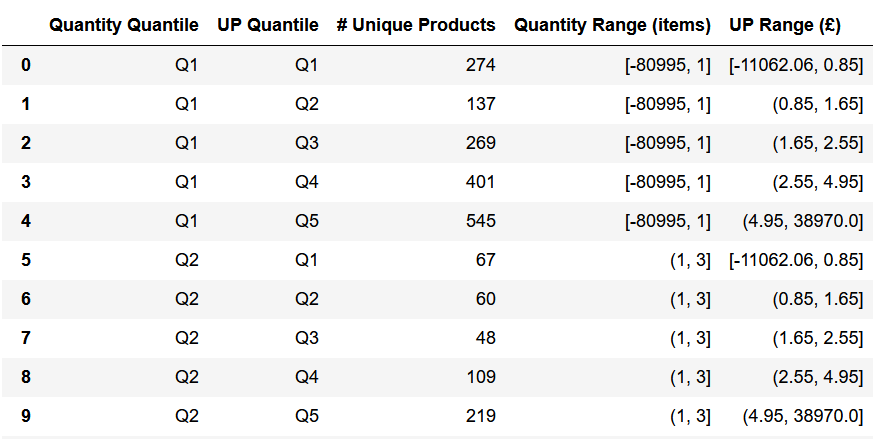 Quantity Quantile UP Quantile # Unique Products Quantity Range (items) UP Range (£)
0 Q1 Q1 274 [-80995, 1] [-11062.06, 0.85]
1 Q1 Q2 137 [-80995, 1] (0.85, 1.65]
2 Q1 Q3 269 [-80995, 1] (1.65, 2.55]
3 Q1 Q4 401 [-80995, 1] (2.55, 4.95]
4 Q1 Q5 545 [-80995, 1] (4.95, 38970.0]
5 Q2 Q1 67 (1, 3] [-11062.06, 0.85]
6 Q2 Q2 60 (1, 3] (0.85, 1.65]
7 Q2 Q3 48 (1, 3] (1.65, 2.55]
8 Q2 Q4 109 (1, 3] (2.55, 4.95]
9 Q2 Q5 219 (1, 3] (4.95, 38970.0]